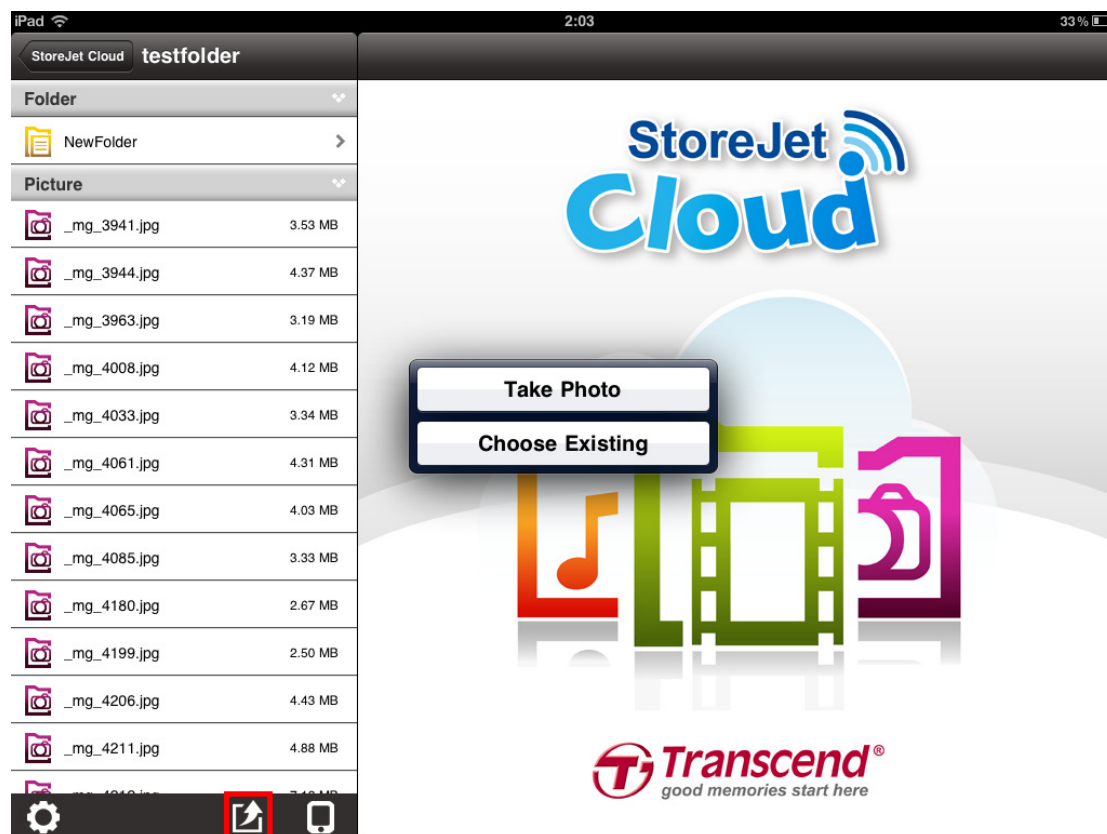 iPad 2:03 33%
StoreJet Cloud testfolder
Folder
NewFolder
Picture
_mg_3941.jpg 3.53 MB
_mg_3944.jpg 4.37 MB
_mg_3963.jpg 3.19 MB
_mg_4008.jpg 4.12 MB
_mg_4033.jpg 3.34 MB
_mg_4061.jpg 4.31 MB
_mg_4065.jpg 4.03 MB
_mg_4085.jpg 3.33 MB
_mg_4180.jpg 2.67 MB
_mg_4199.jpg 2.50 MB
_mg_4206.jpg 4.43 MB
_mg_4211.jpg 4.88 MB
StoreJet
Cloud
Take Photo
Choose Existing
Transcend®
good memories start here